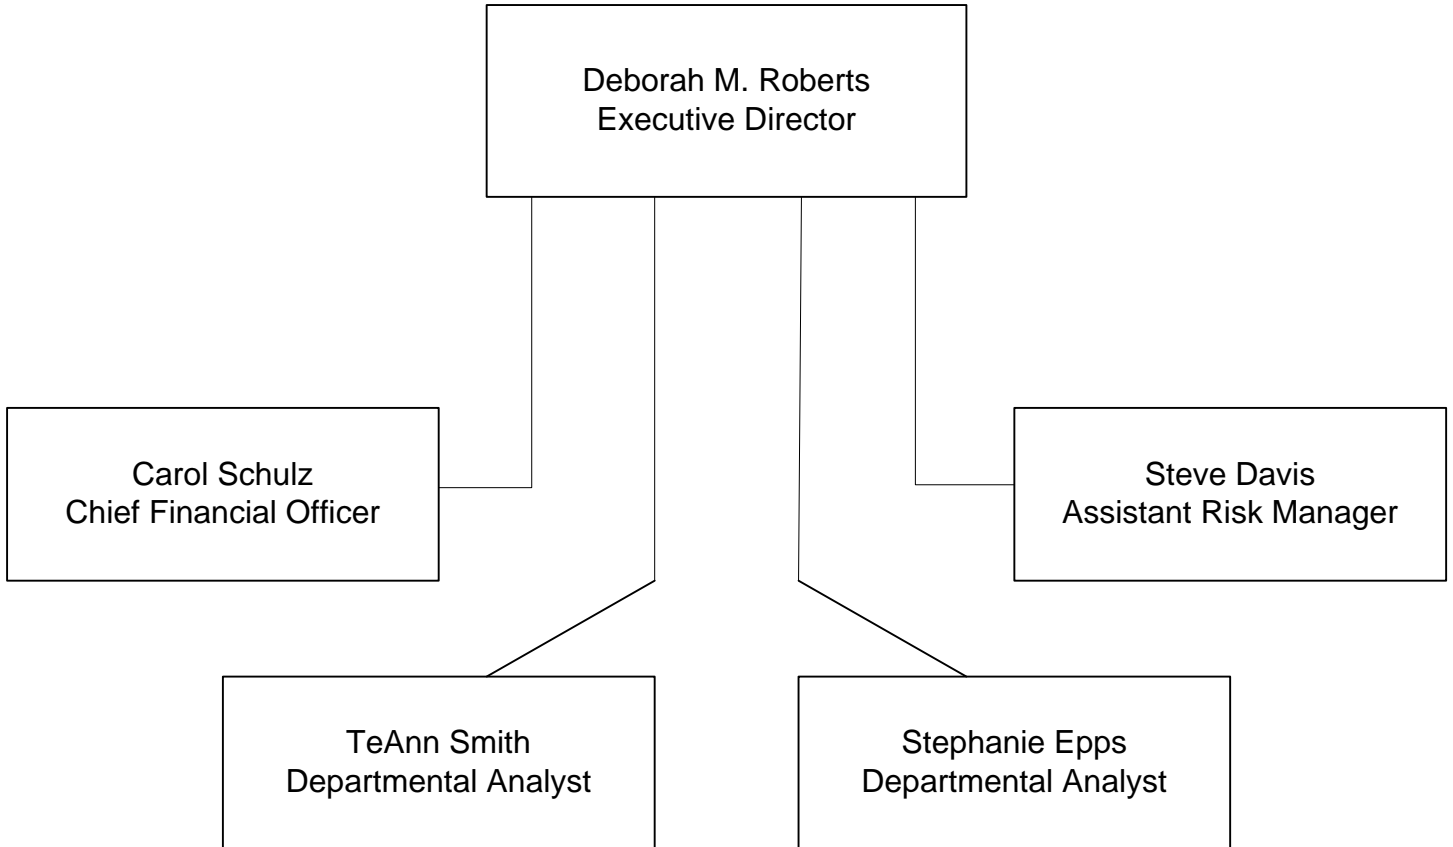 Deborah M. Roberts
Executive Director
Carol Schulz
Chief Financial Officer
Steve Davis
Assistant Risk Manager
TeAnn Smith
Departmental Analyst
Stephanie Epps
Departmental Analyst